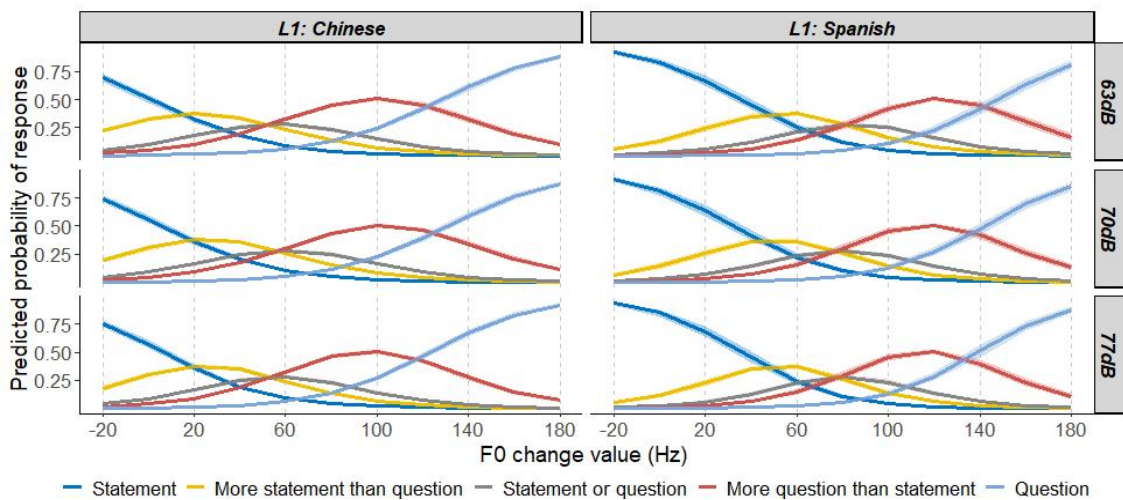 L1: Chinese
L1: Spanish
Predicted probability of response
0.75
0.50
0.25
63dB
0.75
0.50
0.25
70dB
0.75
0.50
0.25
77dB
-20 20 60 100 140 180 -20 20 60 100 140 180
F0 change value (Hz)
Statement More statement than question Statement or question More question than statement Question